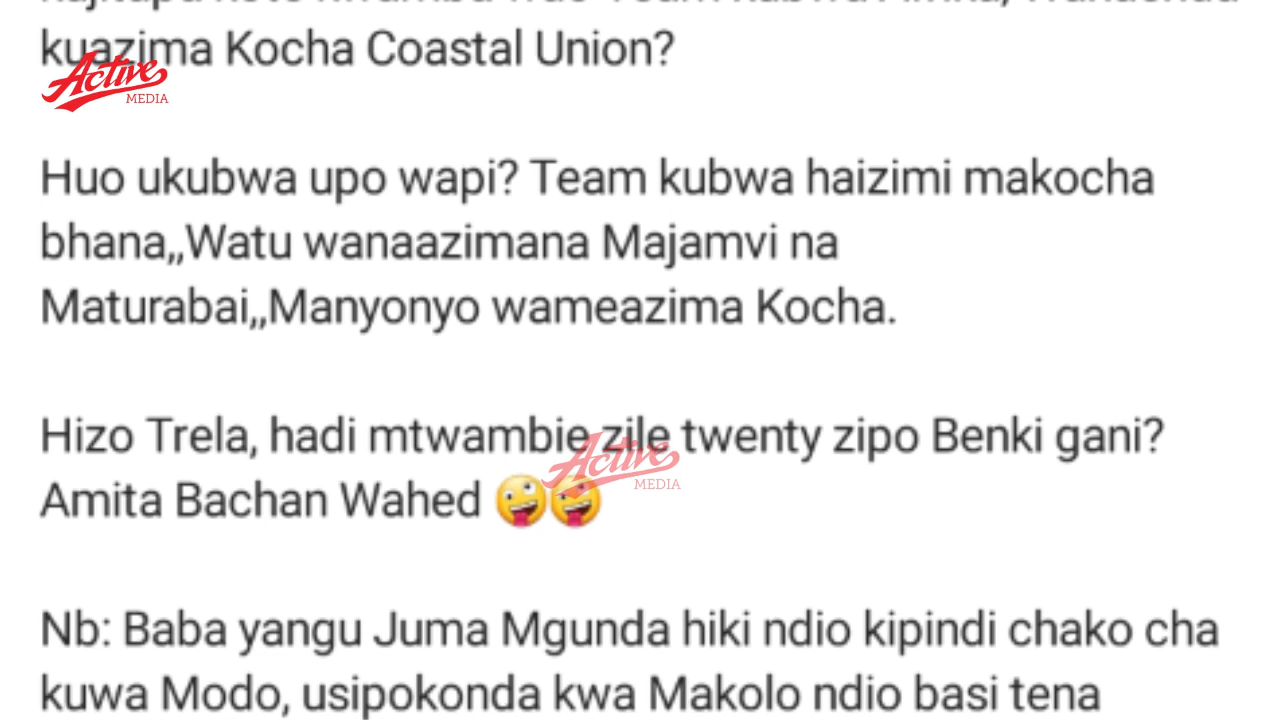 kuazima Kocha Coastal Union?
Active
MEDIA
Huo ukubwa upo wapi? Team kubwa haizimi makocha
bhana,,Watu wanaazimana Majamvi na
Maturabai,,Manyonyo wameazima Kocha.
Hizo Trela, hadi mtwambie zile twenty zipo Benki gani?
Active
MEDIA
Amita Bachan Wahed 🤪🤪
Nb: Baba yangu Juma Mgunda hiki ndio kipindi chako cha
kuwa Modo, usipokonda kwa Makolo ndio basi tena